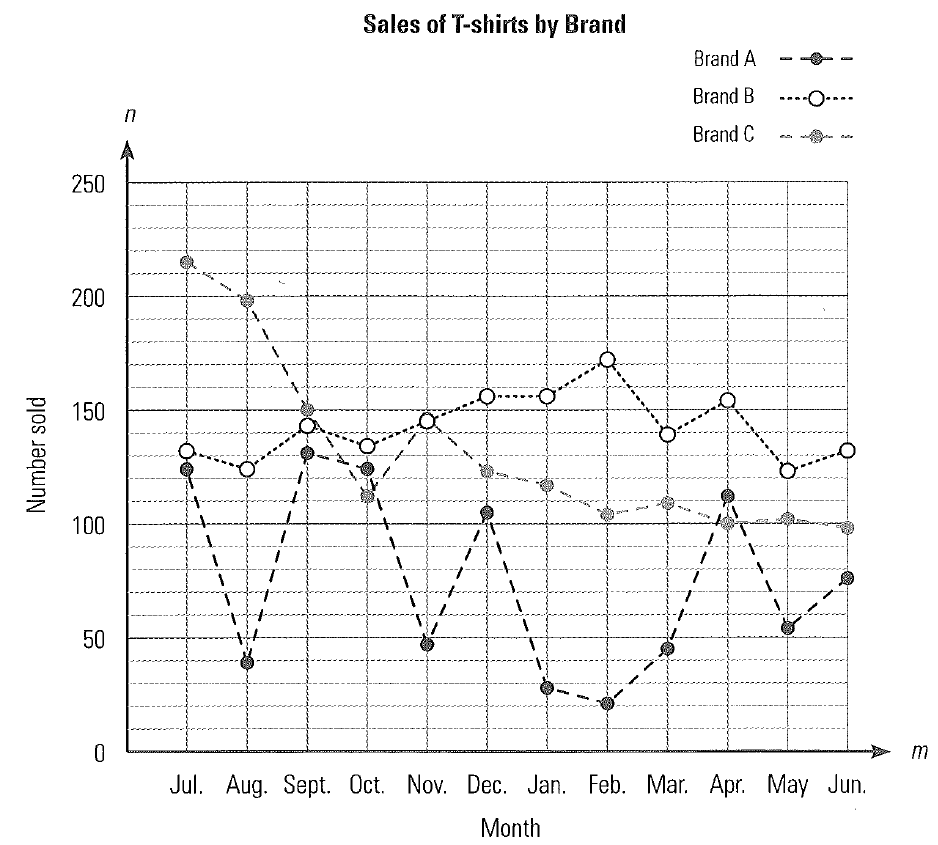 Sales of T-shirts by Brand
Brand A
Brand B
Brand C
n
250
200
150
100
50
0
Number sold
Jul. Aug. Sept. Oct. Nov. Dec. Jan. Feb. Mar. Apr. May Jun.
m
Month